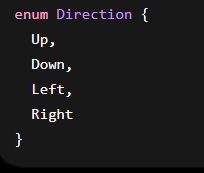 enum Direction {
  Up,
  Down,
  Left,
  Right
}